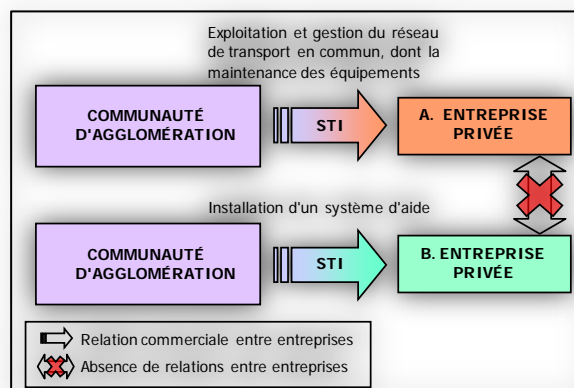 Exploitation et gestion du réseau
de transport en commun, dont la
maintenance des équipements
COMMUNAUTÉ
D'AGGLOMÉRATION
STI
A. ENTREPRISE
PRIVÉE
Installation d'un système d'aide
COMMUNAUTÉ
D'AGGLOMÉRATION
STI
B. ENTREPRISE
PRIVÉE
Relation commerciale entre entreprises
Absence de relations entre entreprises